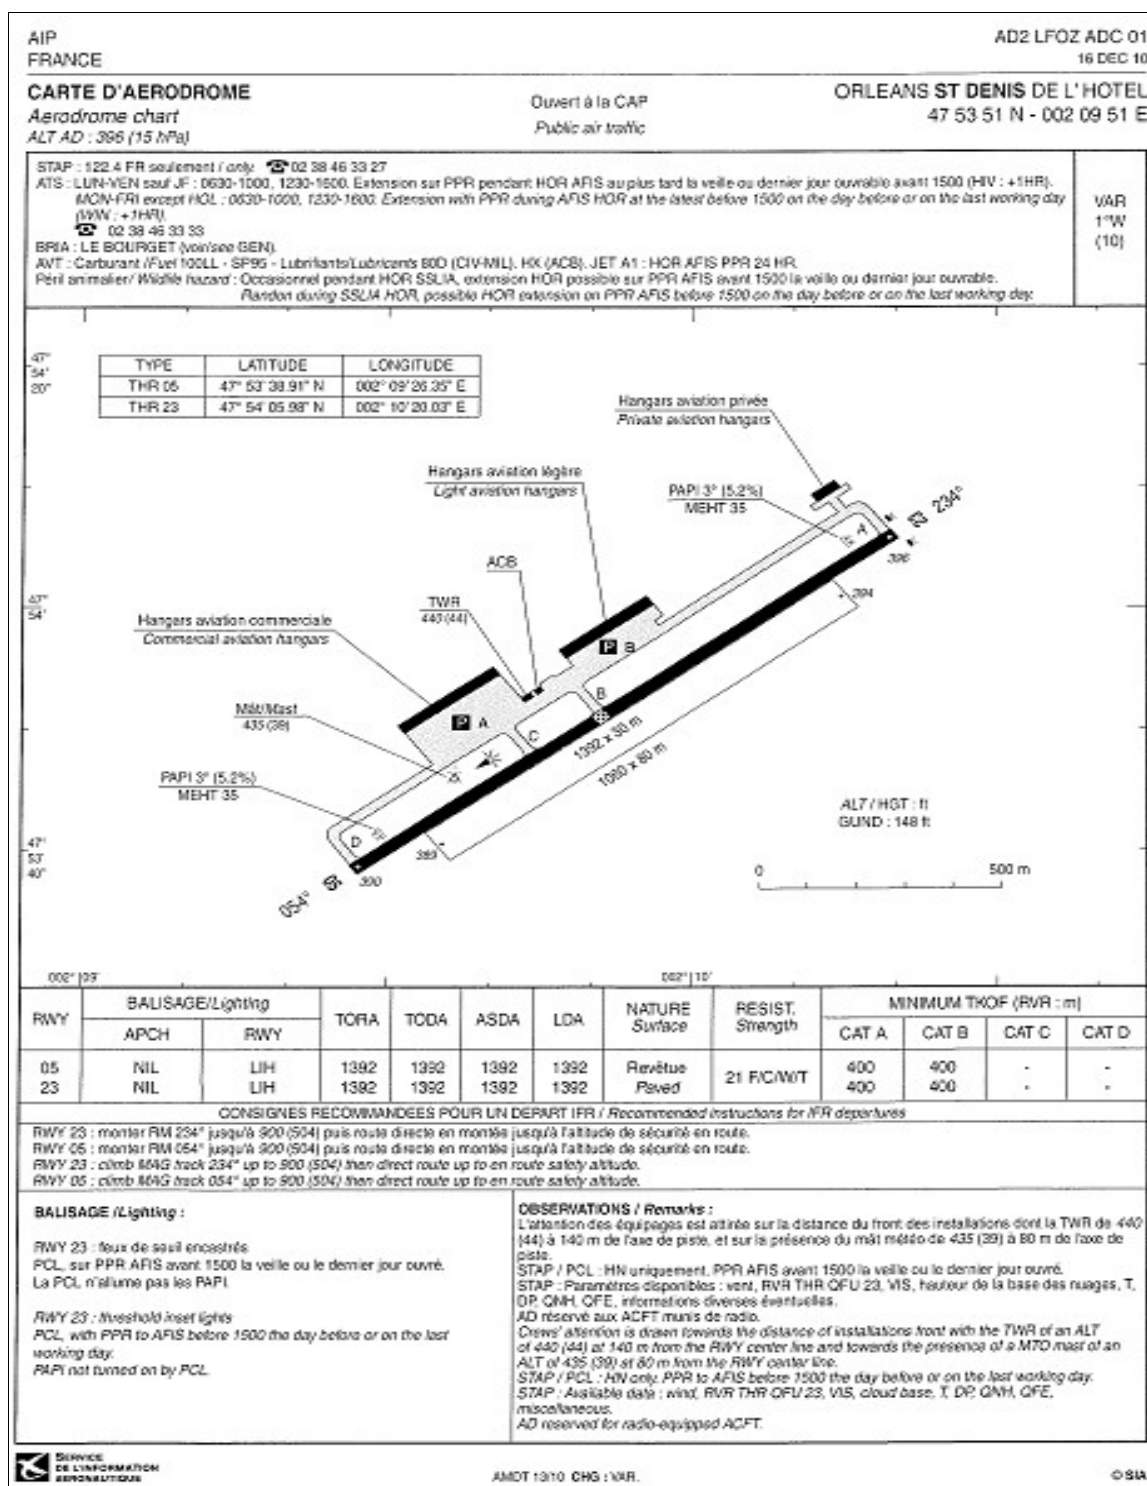 AIP
FRANCE
AD2 LFOZ ADC 01
16 DEC 10
CARTE D'AERODROME
Aerodrome chart
ALT AD : 396 (15 hPa)
Ouvert à la CAP
Public air traffic
ORLEANS ST DENIS DE L'HOTEL
47 53 51 N - 002 09 51 E
STAP : 122.4 FR seulement / only. ☎ 02 38 46 33 27
ATS : LUN-VEN sauf JF : 0630-1000, 1230-1600. Extension sur PPR pendant HOR AFIS au plus tard la veille ou dernier jour ouvrable avant 1500 (HIV : +1HR).
MON-FRI except HOL : 0630-1000, 1230-1600. Extension with PPR during AFIS HOR at the latest before 1500 on the day before or on the last working day
(WIN : +1HR).
☎ 02 38 46 33 33
BRIA : LE BOURGET (voir/see GEN).
AVT : Carburant /Fuel 100LL - SP95 - Lubrifiants/Lubricants 80D (CIV-MIL). HX (ACB). JET A1 : HOR AFIS PPR 24 HR.
Péril animalier/ Wildlife hazard : Occasionnel pendant HOR SSLIA, extension HOR possible sur PPR AFIS avant 1500 la veille ou dernier jour ouvrable.
Randon during SSLIA HOR, possible HOR extension on PPR AFIS before 1500 on the day before or on the last working day.
VAR
1°W
(10)
47°
54'
20"
TYPE LATITUDE LONGITUDE
THR 05 47° 53' 38.91" N 002° 09' 26.35" E
THR 23 47° 54' 05.98" N 002° 10' 20.03" E
Hangars aviation privée
Private aviation hangars
Hangars aviation légère
Light aviation hangars
PAPI 3° (5.2%)
MEHT 35
A
234°
396
ACB
394
47°
54'
TWR
440 (44)
Hangars aviation commerciale
Commercial aviation hangars
P B
B
Mât/Mast
435 (39)
P A
C
1392 x 30 m
1080 x 80 m
PAPI 3° (5.2%)
MEHT 35
ALT / HGT : ft
GUND : 148 ft
47°
53'
40"
D
389
390
054°
0 500 m
002° 09'
002° 10'
RWY BALISAGE/Lighting TORA TODA ASDA LDA NATURE RESIST. MINIMUM TKOF (RVR : m)
APCH RWY Surface Strength CAT A CAT B CAT C CAT D
05 NIL LIH 1392 1392 1392 1392 Revêtue 21 F/C/W/T 400 400 - -
23 NIL LIH 1392 1392 1392 1392 Paved 400 400 - -
CONSIGNES RECOMMANDEES POUR UN DEPART IFR / Recommended instructions for IFR departures
RWY 23 : monter RM 234° jusqu'à 900 (504) puis route directe en montée jusqu'à l'altitude de sécurité en route.
RWY 05 : monter RM 054° jusqu'à 900 (504) puis route directe en montée jusqu'à l'altitude de sécurité en route.
RWY 23 : climb MAG track 234° up to 900 (504) then direct route up to en route safety altitude.
RWY 05 : climb MAG track 054° up to 900 (504) then direct route up to en route safety altitude.
BALISAGE /Lighting :
RWY 23 : feux de seuil encastrés
PCL, sur PPR AFIS avant 1500 la veille ou le dernier jour ouvré.
La PCL n'allume pas les PAPI.
RWY 23 : threshold inset lights
PCL, with PPR to AFIS before 1500 the day before or on the last
working day.
PAPI not turned on by PCL.
OBSERVATIONS / Remarks :
L'attention des équipages est attirée sur la distance du front des installations dont la TWR de 440
(44) à 140 m de l'axe de piste, et sur la présence du mât météo de 435 (39) à 80 m de l'axe de
piste.
STAP / PCL : HN uniquement, PPR AFIS avant 1500 la veille ou le dernier jour ouvré.
STAP : Paramètres disponibles : vent, RVR THR QFU 23, VIS, hauteur de la base des nuages, T,
DP, QNH, QFE, informations diverses éventuelles.
AD réservé aux ACFT munis de radio.
Crews' attention is drawn towards the distance of installations front with the TWR of an ALT
of 440 (44) at 140 m from the RWY center line and towards the presence of a MTO mast of an
ALT of 435 (39) at 80 m from the RWY center line.
STAP / PCL : HN only. PPR to AFIS before 1500 the day before or on the last working day.
STAP : Available data : wind, RVR THR QFU 23, VIS, cloud base, T, DP, QNH, QFE,
miscellaneous.
AD reserved for radio-equipped ACFT.
SERVICE
DE L'INFORMATION
AERONAUTIQUE
AMDT 13/10 CHG : VAR.
© SIA